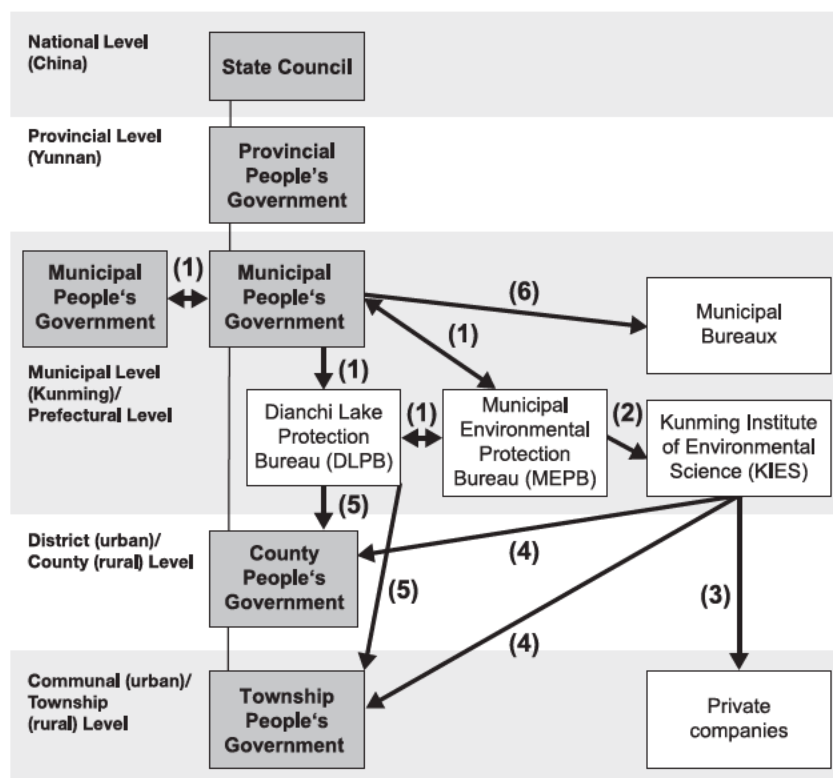 National Level
(China)
State Council
Provincial Level
(Yunnan)
Provincial
People's
Government
Municipal
People‘s
Government
(1)
Municipal
People‘s
Government
(6)
Municipal
Bureaux
(1)
(1)
Municipal Level
(Kunming)/
Prefectural Level
Dianchi Lake
Protection
Bureau (DLPB)
(1)
Municipal
Environmental
Protection
Bureau (MEPB)
(2)
Kunming Institute
of Environmental
Science (KIES)
(5)
District (urban)/
County (rural) Level
County
People‘s
Government
(4)
(5)
(3)
(4)
Communal (urban)/
Township
(rural) Level
Township
People‘s
Government
Private
companies